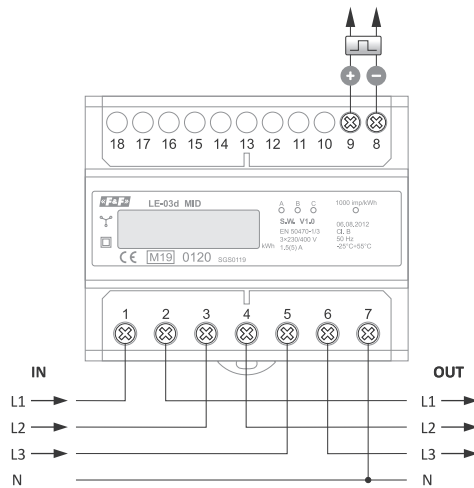 + −
18 17 16 15 14 13 12 11 10 9 8
F&F LE-03d MID
A B C
1000 imp/kWh
S.W. V1.0
EN 50470-1/3
3×230/400 V
1,5(5) A
06,08,2012
Cl. B
50 Hz
-25°C÷55°C
kWh
CE M19 0120 SGS0119
1 2 3 4 5 6 7
IN OUT
L1 L1
L2 L2
L3 L3
N N